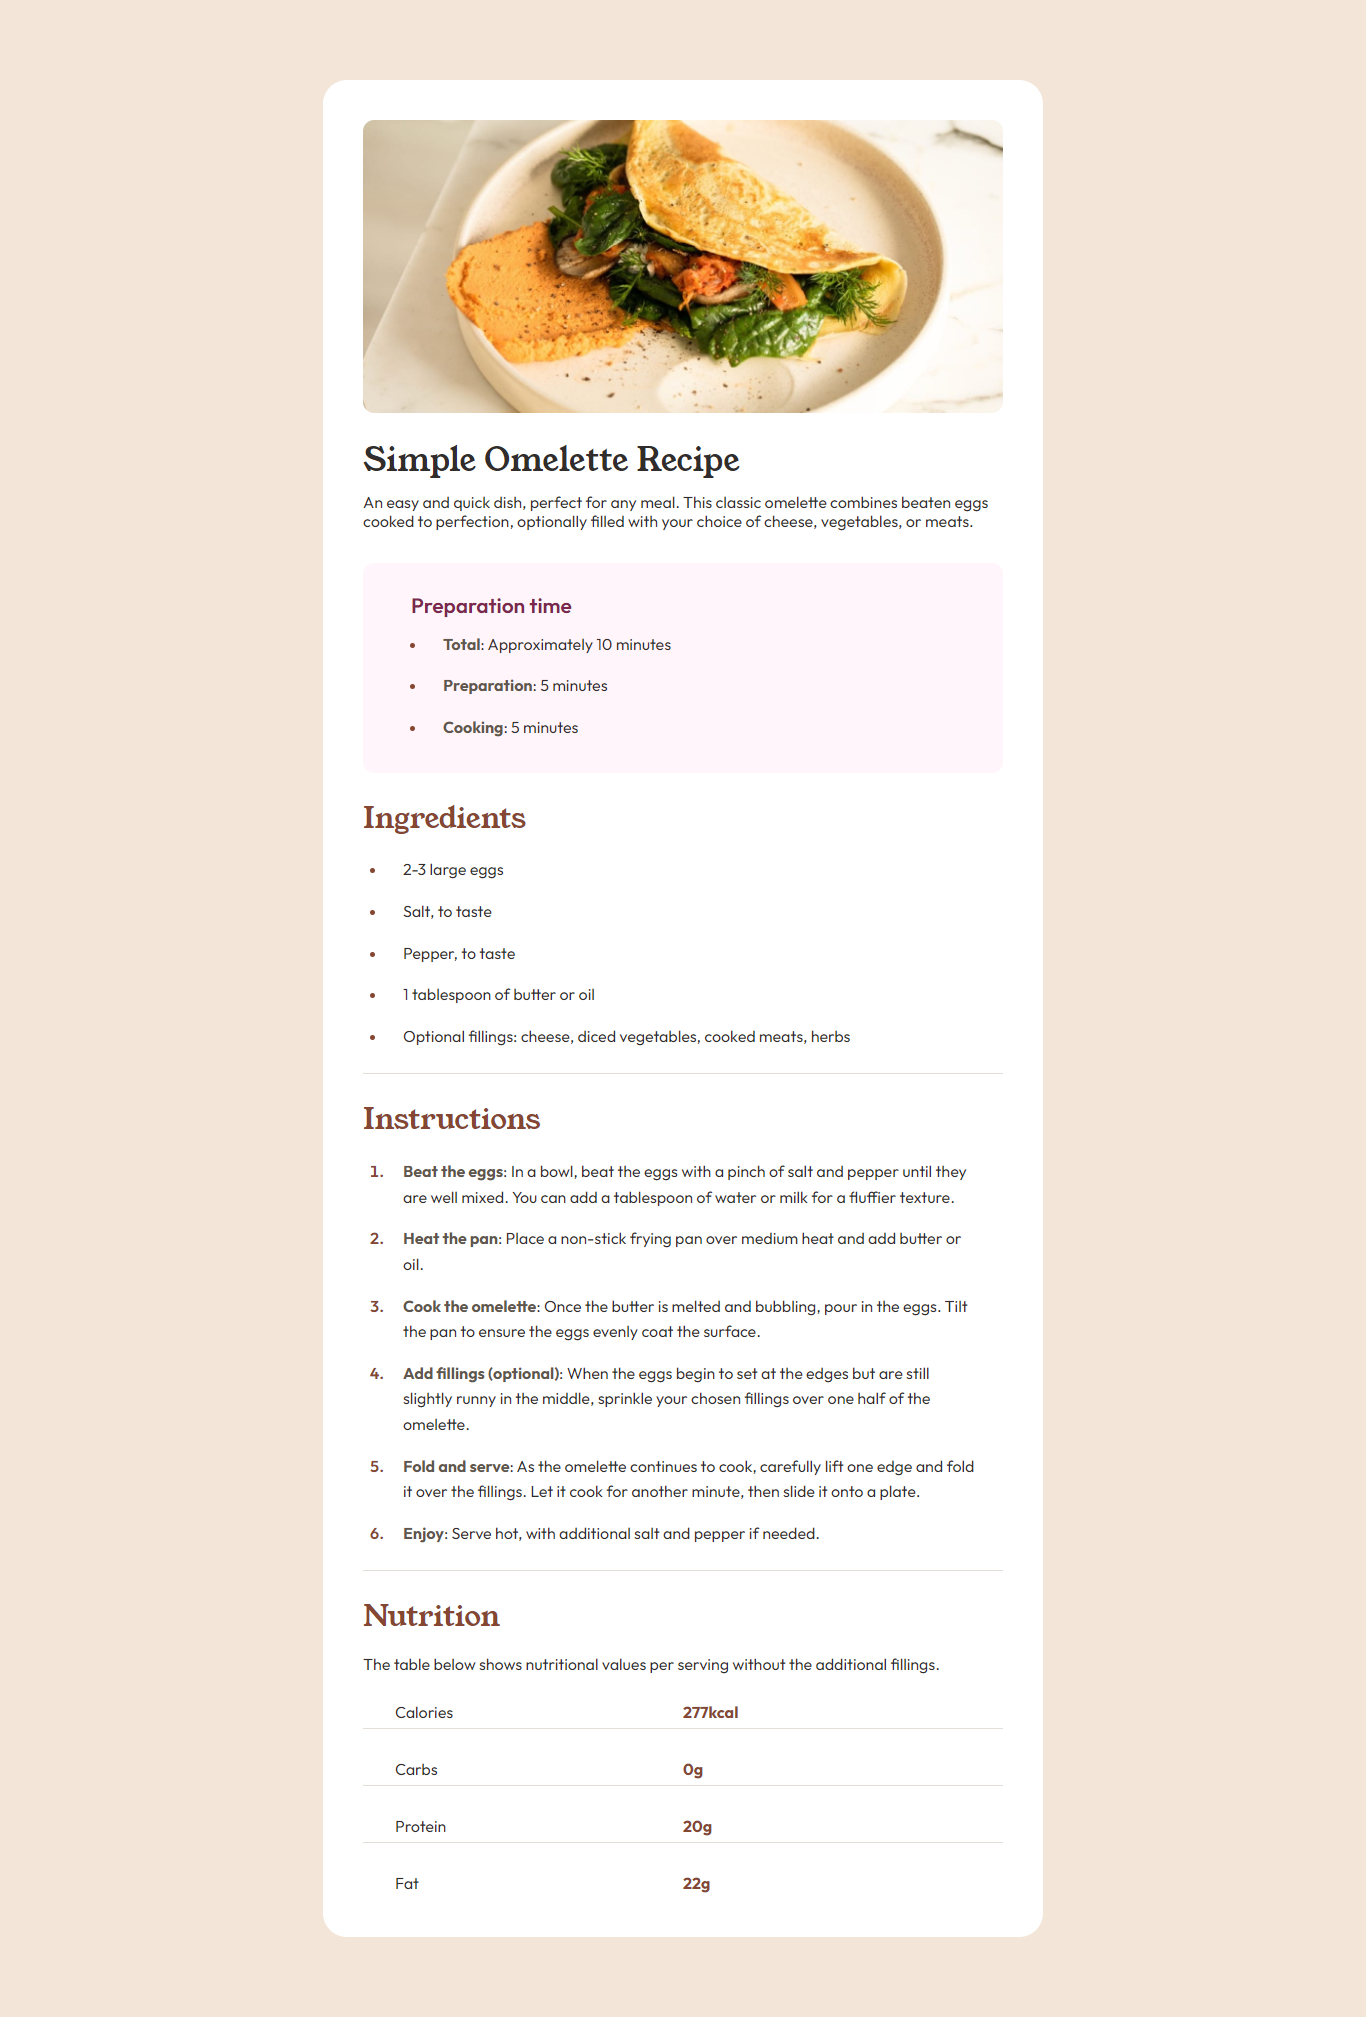 Simple Omelette Recipe
An easy and quick dish, perfect for any meal. This classic omelette combines beaten eggs
cooked to perfection, optionally filled with your choice of cheese, vegetables, or meats.
Preparation time
• Total: Approximately 10 minutes
• Preparation: 5 minutes
• Cooking: 5 minutes
Ingredients
• 2-3 large eggs
• Salt, to taste
• Pepper, to taste
• 1 tablespoon of butter or oil
• Optional fillings: cheese, diced vegetables, cooked meats, herbs
Instructions
1. Beat the eggs: In a bowl, beat the eggs with a pinch of salt and pepper until they
are well mixed. You can add a tablespoon of water or milk for a fluffier texture.
2. Heat the pan: Place a non-stick frying pan over medium heat and add butter or
oil.
3. Cook the omelette: Once the butter is melted and bubbling, pour in the eggs. Tilt
the pan to ensure the eggs evenly coat the surface.
4. Add fillings (optional): When the eggs begin to set at the edges but are still
slightly runny in the middle, sprinkle your chosen fillings over one half of the
omelette.
5. Fold and serve: As the omelette continues to cook, carefully lift one edge and fold
it over the fillings. Let it cook for another minute, then slide it onto a plate.
6. Enjoy: Serve hot, with additional salt and pepper if needed.
Nutrition
The table below shows nutritional values per serving without the additional fillings.
Calories 277kcal
Carbs 0g
Protein 20g
Fat 22g